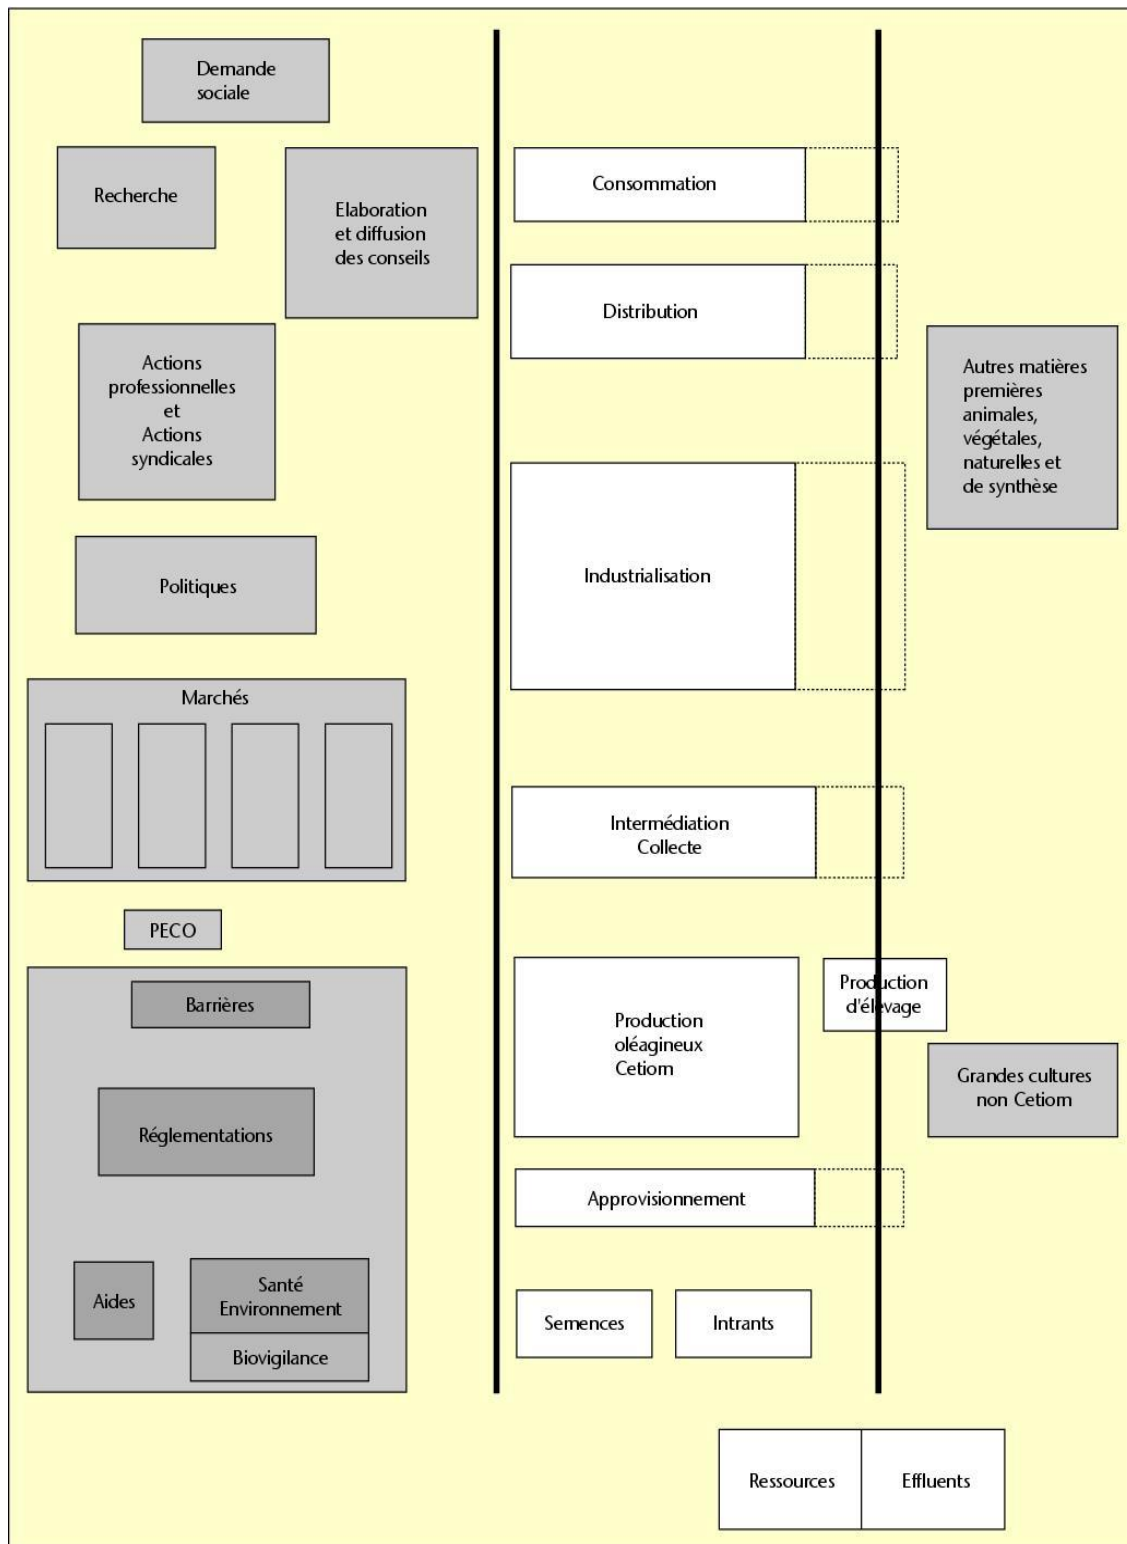 Demande
sociale
Recherche
Elaboration
et diffusion
des conseils
Actions
professionnelles
et
Actions
syndicales
Politiques
Marchés
PECO
Barrières
Réglementations
Aides
Santé
Environnement
Biovigilance
Consommation
Distribution
Industrialisation
Intermédiation
Collecte
Production
oléagineux
Cetiom
Approvisionnement
Semences
Intrants
Autres matières
premières
animales,
végétales,
naturelles et
de synthèse
Production
d'élevage
Grandes cultures
non Cetiom
Ressources
Effluents